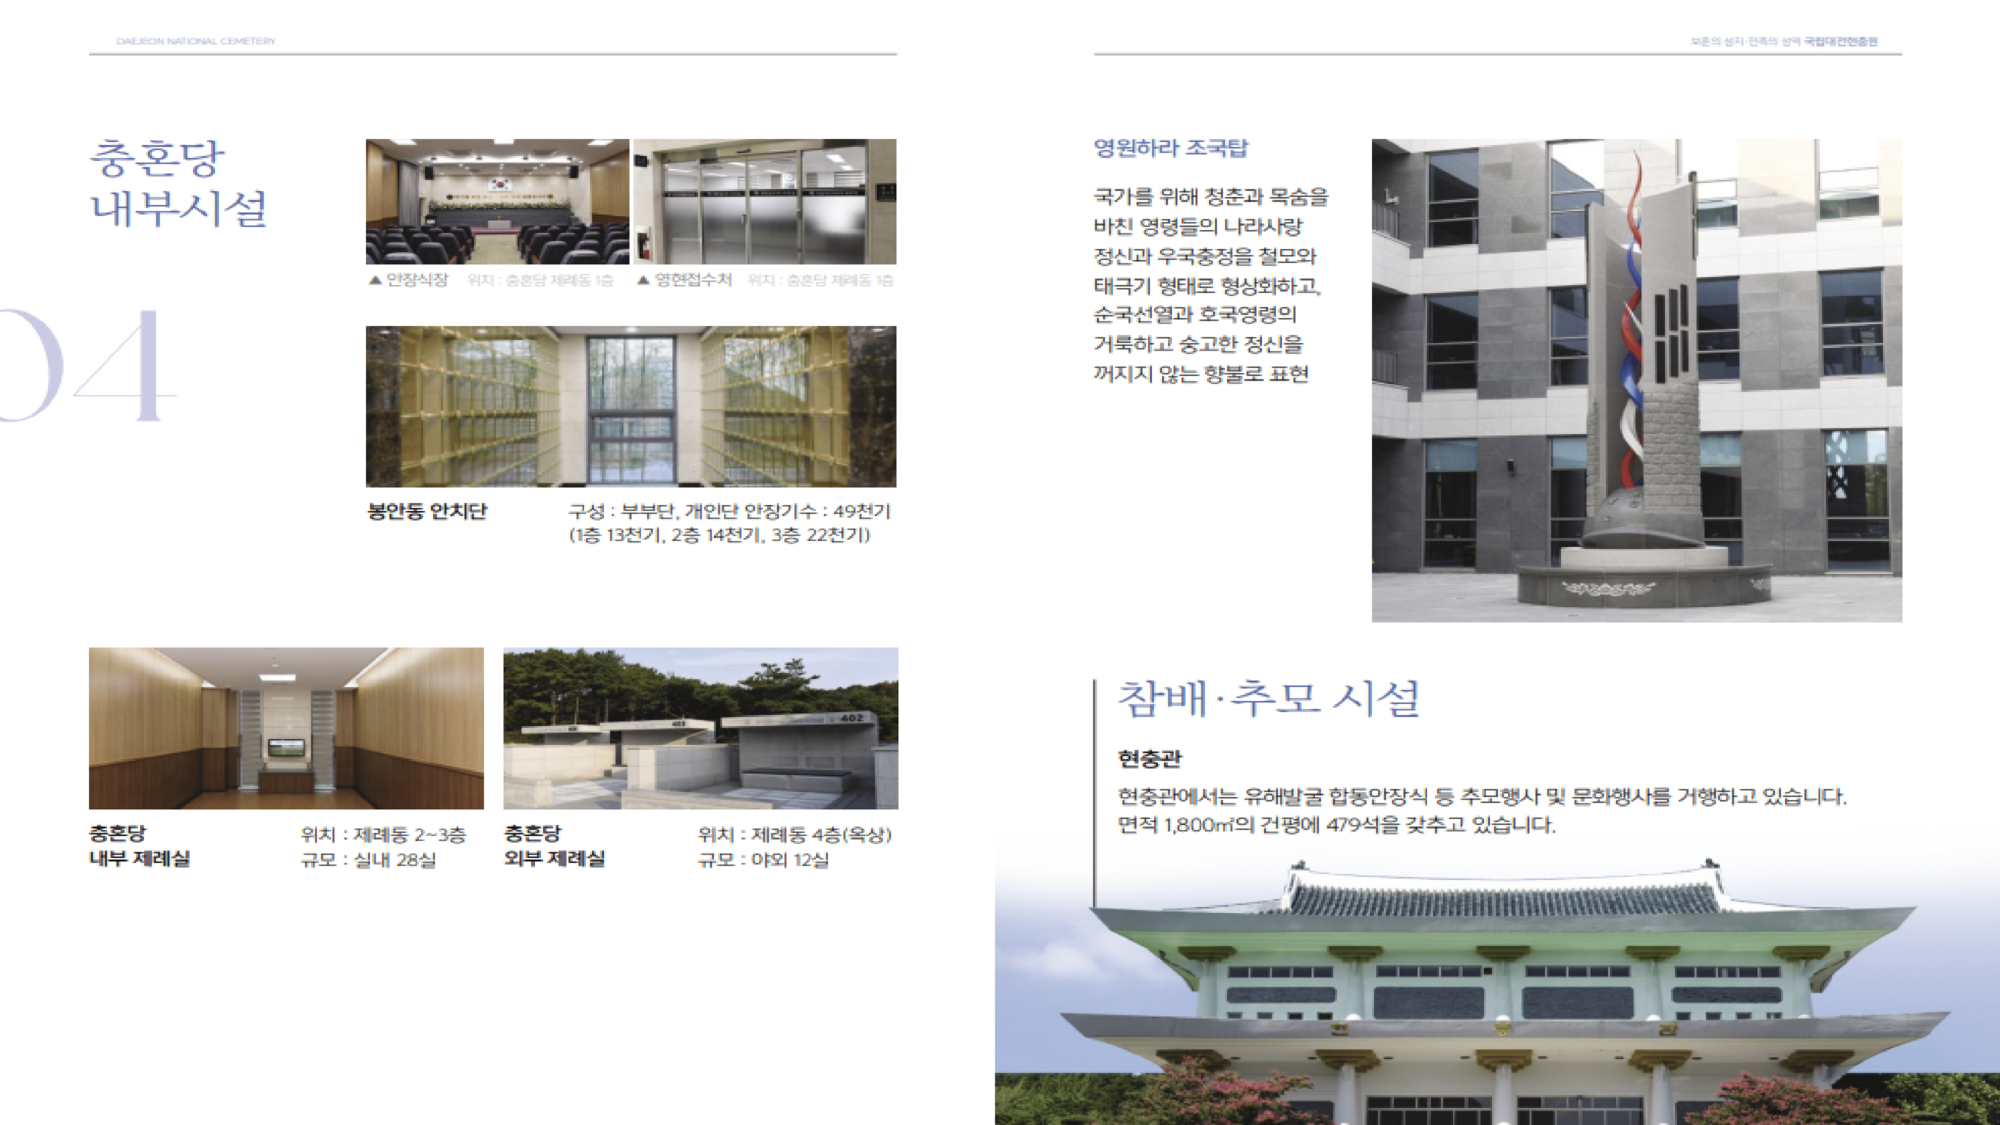 DAEJEON NATIONAL CEMETERY
보훈의 성지·민족의 성역 국립대전현충원
충혼당
내부시설
04
▲ 안장식장 위치 : 충혼당 제례동 1층
▲ 영현접수처 위치 : 충혼당 제례동 1층
봉안동 안치단
구성 : 부부단, 개인단 안장기수 : 49천기
(1층 13천기, 2층 14천기, 3층 22천기)
402
충혼당
내부 제례실
위치 : 제례동 2~3층
규모 : 실내 28실
충혼당
외부 제례실
위치 : 제례동 4층(옥상)
규모 : 야외 12실
영원하라 조국탑
국가를 위해 청춘과 목숨을
바친 영령들의 나라사랑
정신과 우국충정을 철모와
태극기 형태로 형상화하고,
순국선열과 호국영령의
거룩하고 숭고한 정신을
꺼지지 않는 향불로 표현
참배·추모 시설
현충관
현충관에서는 유해발굴 합동안장식 등 추모행사 및 문화행사를 거행하고 있습니다.
면적 1,800㎡의 건평에 479석을 갖추고 있습니다.